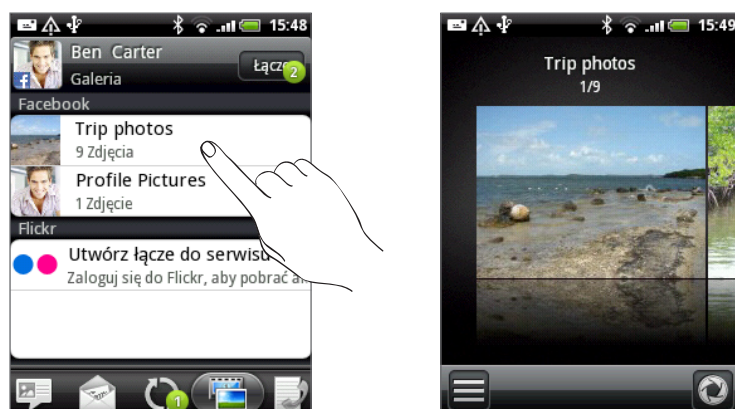 15:48
Ben Carter
Galeria
2
Facebook
Trip photos
9 Zdjęcia
Profile Pictures
1 Zdjęcie
Flickr
Utwórz łącze do serwisu
Zaloguj się do Flickr, aby pobrać
1
15:49
Trip photos
1/9